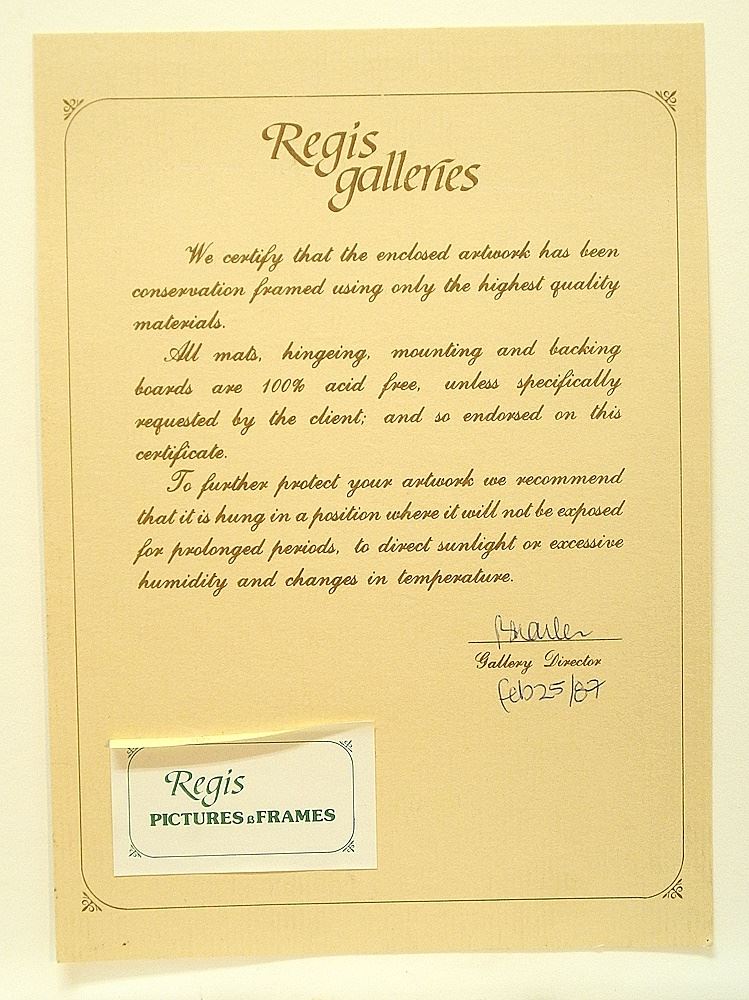 Regis
galleries
We certify that the enclosed artwork has been
conservation framed using only the highest quality
materials.
All mats, hingeing, mounting and backing
boards are 100% acid free, unless specifically
requested by the client; and so endorsed on this
certificate.
To further protect your artwork we recommend
that it is hung in a position where it will not be exposed
for prolonged periods, to direct sunlight or excessive
humidity and changes in temperature.
Gallery Director
Feb 25/87
Regis
PICTURES & FRAMES